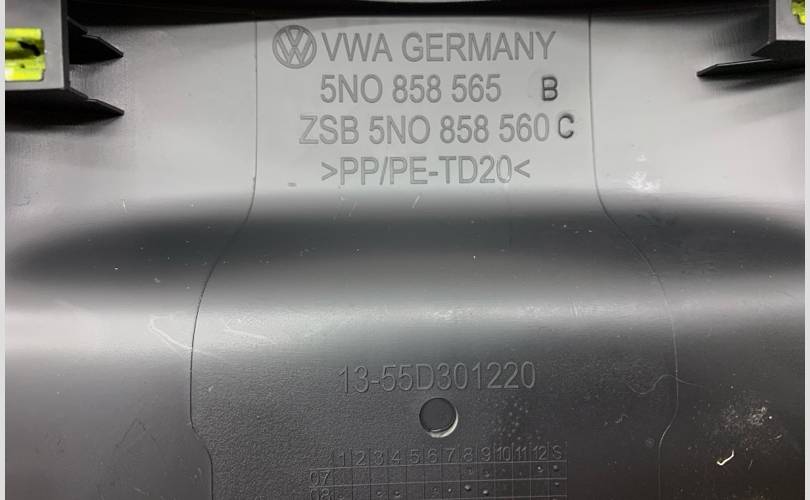 VWA GERMANY
5N0 858 565 B
ZSB 5N0 858 560 C
>PP/PE-TD20<
13-55D301220
1 2 3 4 5 6 7 8 9 10 11 12 S
07
08